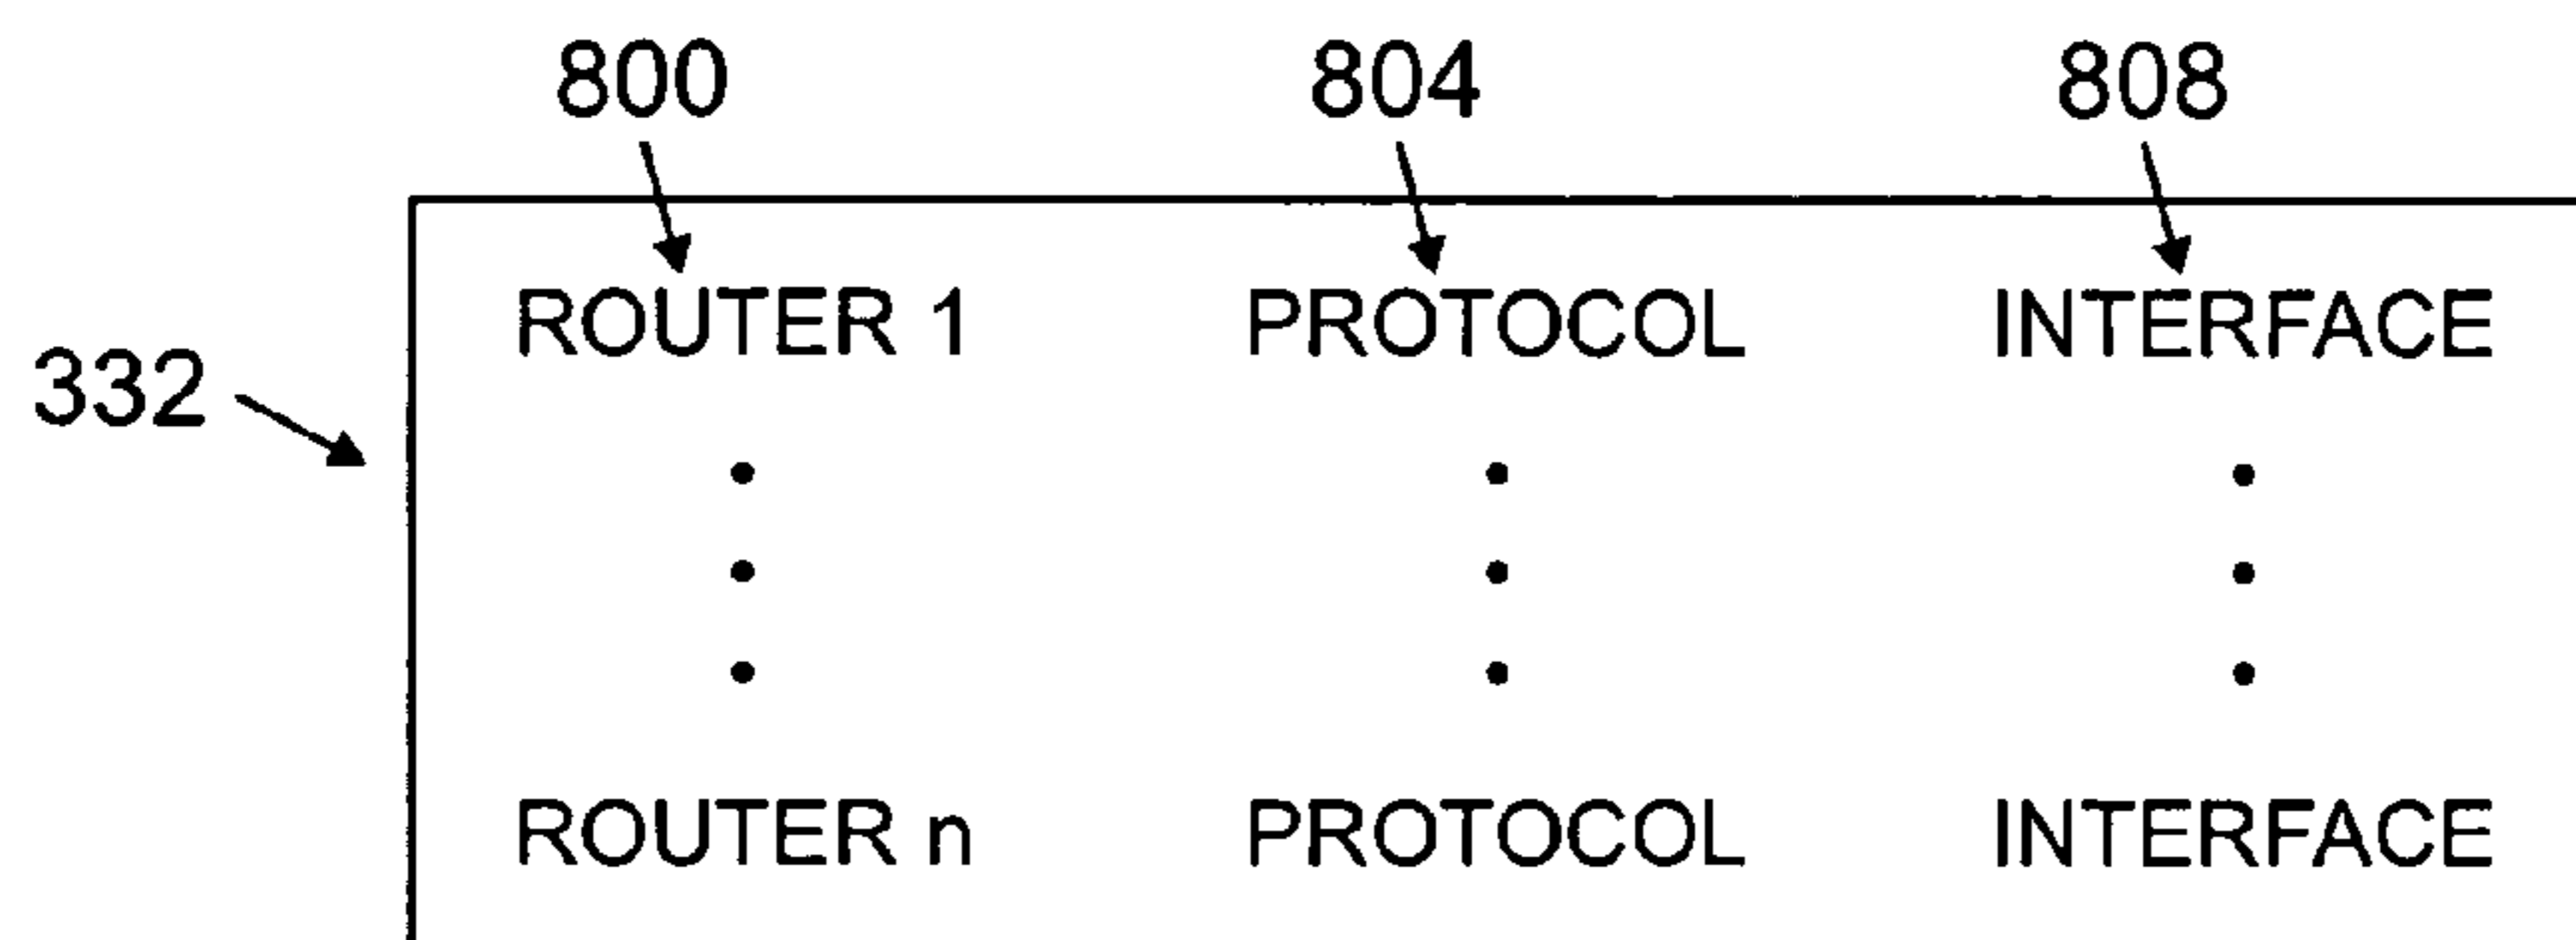 800 804 808
ROUTER 1 PROTOCOL INTERFACE
332
ROUTER n PROTOCOL INTERFACE